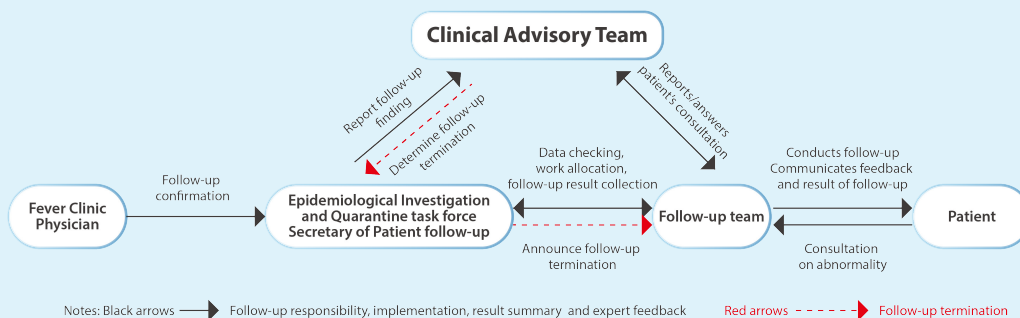 Clinical Advisory Team
Report follow-up
finding
Determine follow-up
termination
Reports/answers
patient's consultation
Follow-up
confirmation
Data checking,
work allocation,
follow-up result collection
Conducts follow-up
Communicates feedback
and result of follow-up
Fever Clinic
Physician
Epidemiological Investigation
and Quarantine task force
Secretary of Patient follow-up
Follow-up team
Patient
Announce follow-up
termination
Consultation
on abnormality
Notes: Black arrows Follow-up responsibility, implementation, result summary and expert feedback Red arrows Follow-up termination